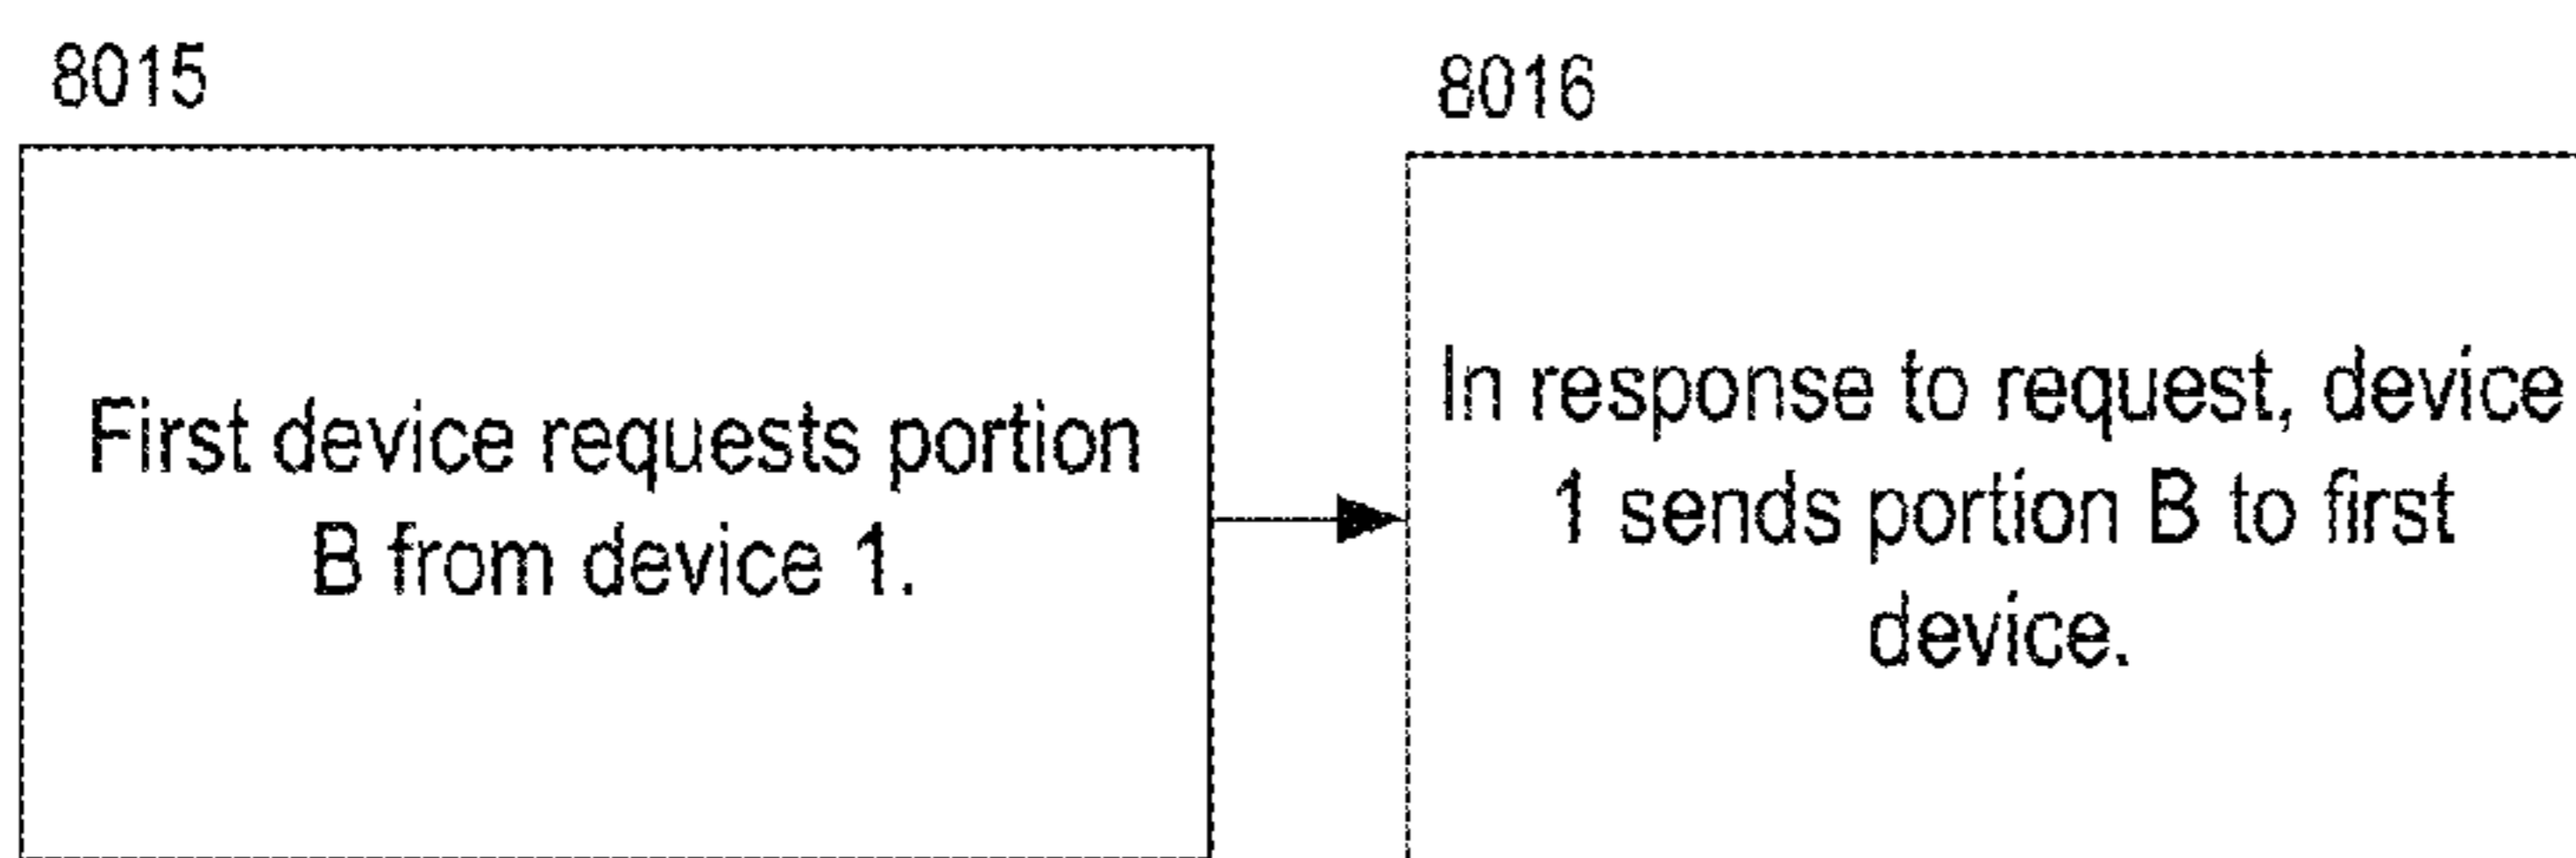 8015
First device requests portion
B from device 1.
8016
In response to request, device
1 sends portion B to first
device.